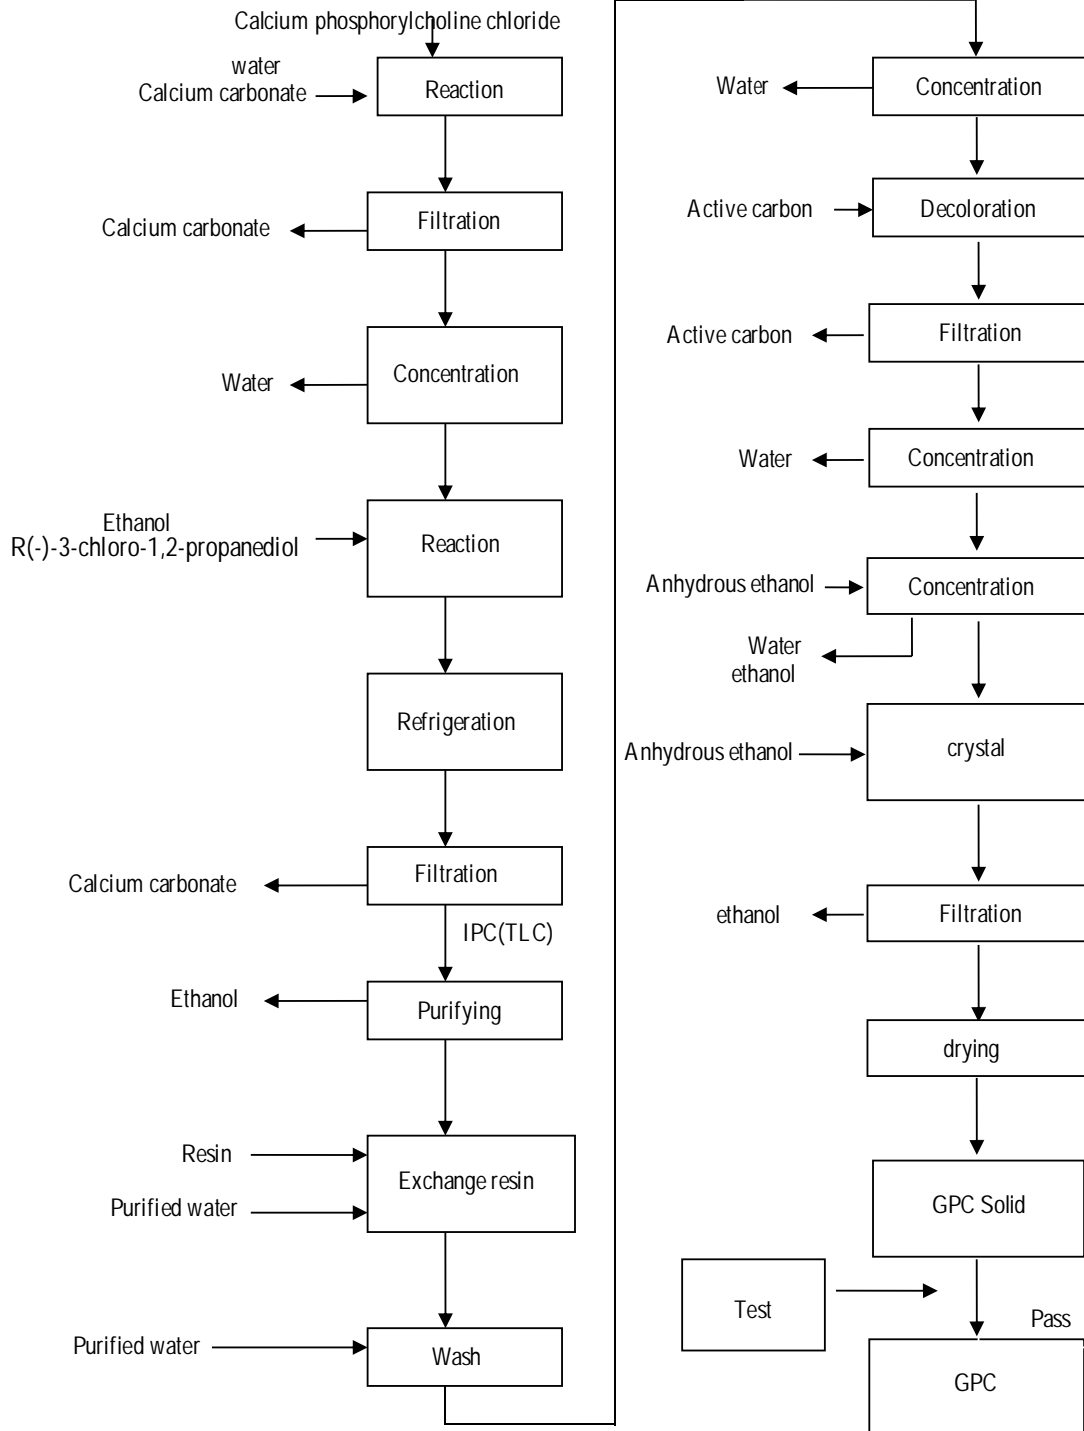 Calcium phosphorylcholine chloride
water
Calcium carbonate
Reaction
Calcium carbonate
Filtration
Water
Concentration
Ethanol
R(-)-3-chloro-1,2-propanediol
Reaction
Refrigeration
Calcium carbonate
Filtration
IPC(TLC)
Ethanol
Purifying
Resin
Exchange resin
Purified water
Purified water
Wash
Water
Concentration
Active carbon
Decoloration
Active carbon
Filtration
Water
Concentration
Anhydrous ethanol
Concentration
Water
ethanol
Anhydrous ethanol
crystal
ethanol
Filtration
drying
GPC Solid
Test
Pass
GPC